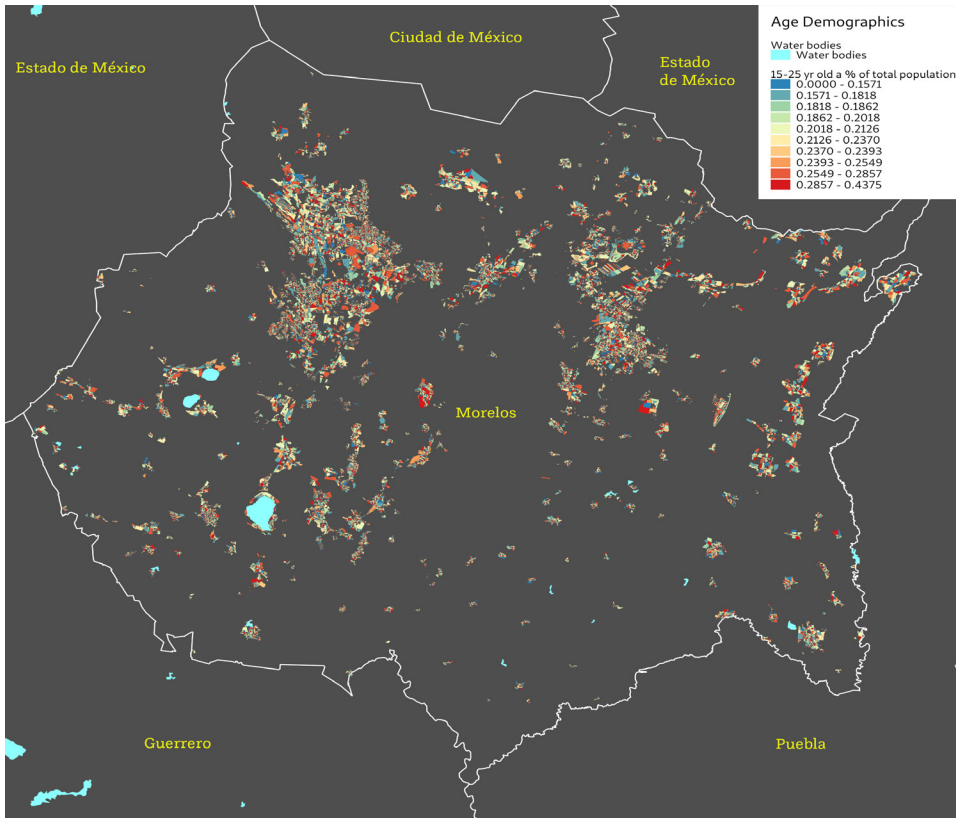 Age Demographics
Water bodies
Water bodies
15-25 yr old a % of total population
0.0000 - 0.1571
0.1571 - 0.1818
0.1818 - 0.1862
0.1862 - 0.2018
0.2018 - 0.2126
0.2126 - 0.2370
0.2370 - 0.2393
0.2393 - 0.2549
0.2549 - 0.2857
0.2857 - 0.4375
Ciudad de México
Estado de México
Estado
de México
Morelos
Guerrero
Puebla